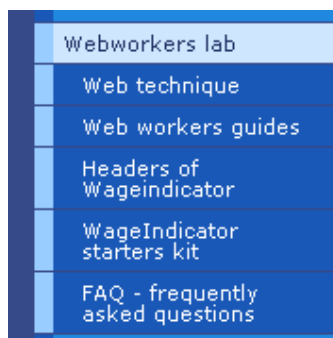 Webworkers lab
Web technique
Web workers guides
Headers of
Wageindicator
WageIndicator
starters kit
FAQ - frequently
asked questions